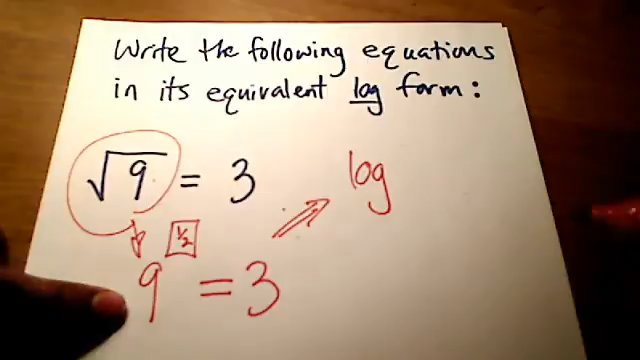 Write the following equations
in its equivalent log form:
√9 = 3
log
9^½ = 3